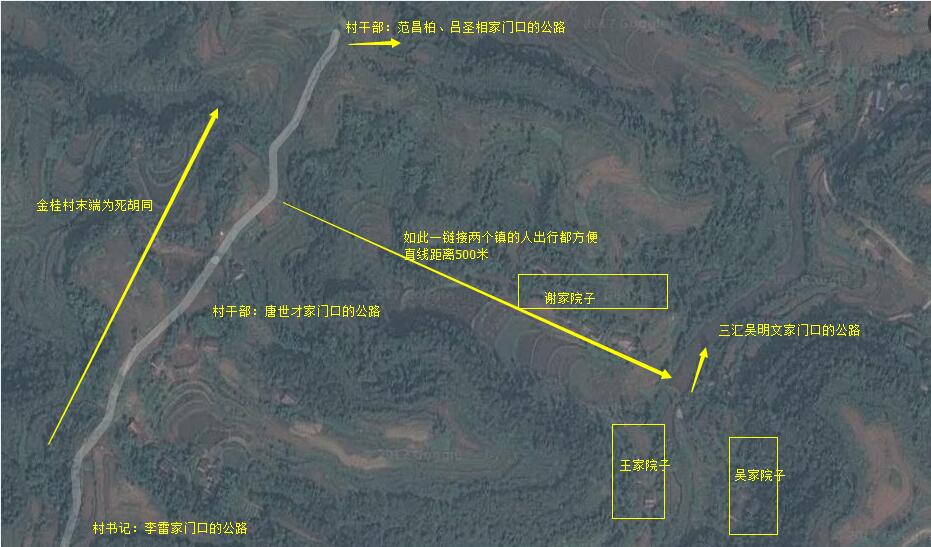 村干部：范昌柏、吕圣相家门口的公路
金桂村末端为死胡同
如此一链接两个镇的人出行都方便
直线距离500米
谢家院子
村干部：唐世才家门口的公路
三汇吴明文家门口的公路
王家院子
吴家院子
村书记：李雷家门口的公路